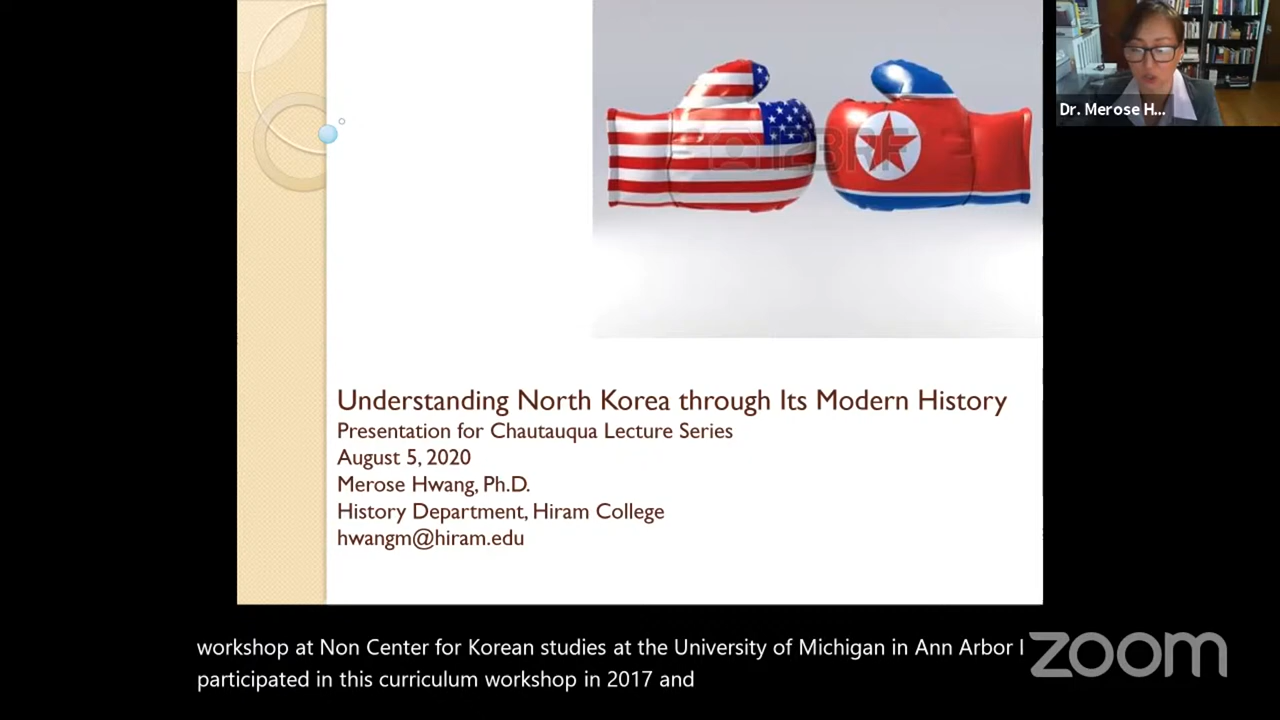 123RF
Dr. Merose H...
Understanding North Korea through Its Modern History
Presentation for Chautauqua Lecture Series
August 5, 2020
Merose Hwang, Ph.D.
History Department, Hiram College
hwangm@hiram.edu
workshop at Non Center for Korean studies at the University of Michigan in Ann Arbor I
participated in this curriculum workshop in 2017 and
zoom